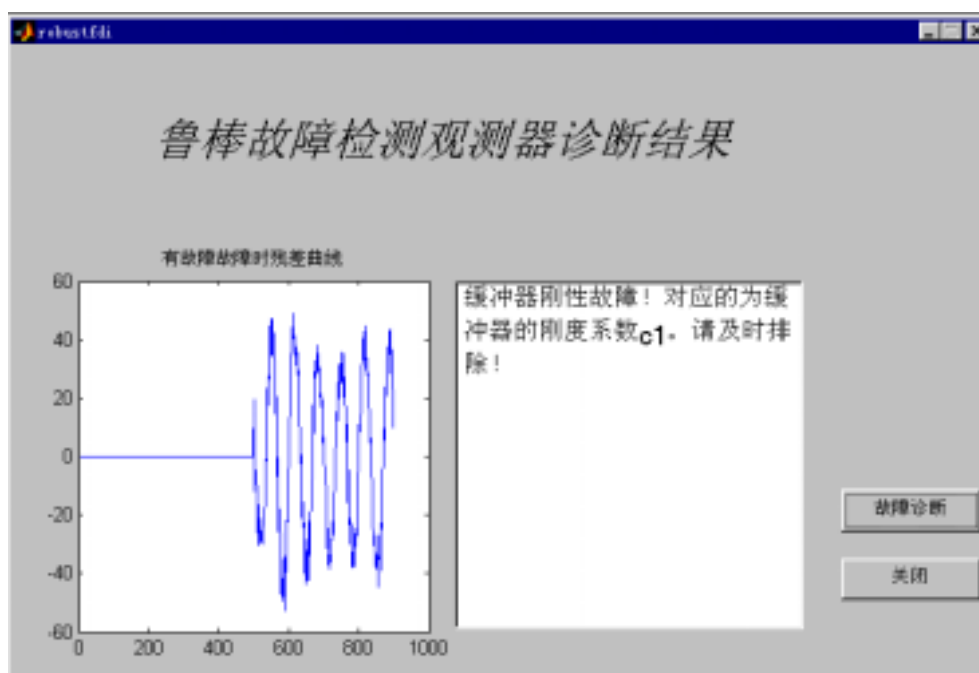 robustfdi
鲁棒故障检测观测器诊断结果
有故障故障时残差曲线
60
40
20
0
-20
-40
-60
0 200 400 600 800 1000
缓冲器刚性故障！对应的为缓
冲器的刚度系数c1。请及时排
除！
故障诊断
关闭